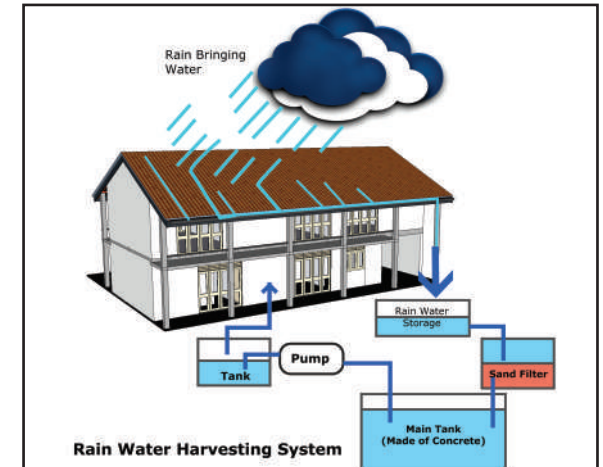 Rain Bringing
Water
Rain Water
Storage
Pump
Tank
Sand Filter
Main Tank
(Made of Concrete)
Rain Water Harvesting System